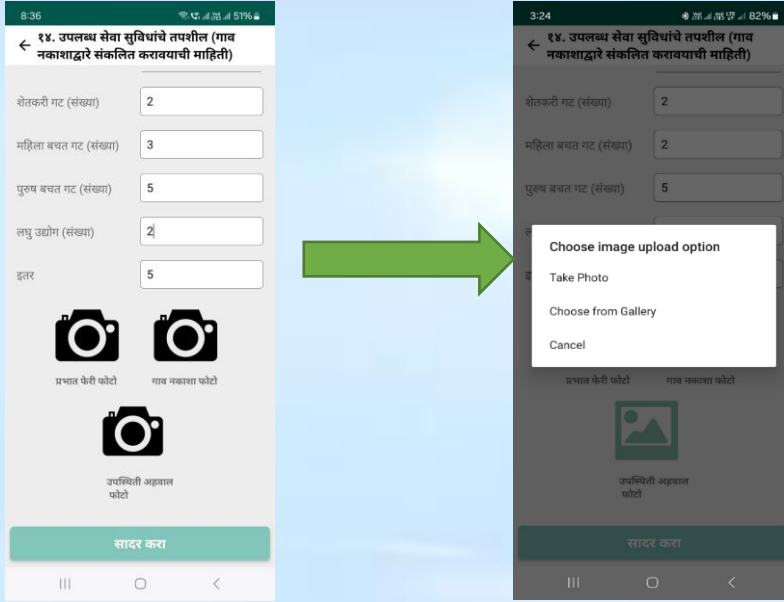 8:36 51%
१४. उपलब्ध सेवा सुविधांचे तपशील (गाव
नकाशाद्वारे संकलित करावयाची माहिती)
शेतकरी गट (संख्या) 2
महिला बचत गट (संख्या) 3
पुरुष बचत गट (संख्या) 5
लघु उद्योग (संख्या) 2
इतर 5
प्रभात फेरी फोटो गाव नकाशा फोटो
उपस्थिती अहवाल
फोटो
सादर करा
3:24 82%
१४. उपलब्ध सेवा सुविधांचे तपशील (गाव
नकाशाद्वारे संकलित करावयाची माहिती)
शेतकरी गट (संख्या) 2
महिला बचत गट (संख्या) 2
पुरुष बचत गट (संख्या) 5
Choose image upload option
Take Photo
Choose from Gallery
Cancel
प्रभात फेरी फोटो गाव नकाशा फोटो
उपस्थिती अहवाल
फोटो
सादर करा